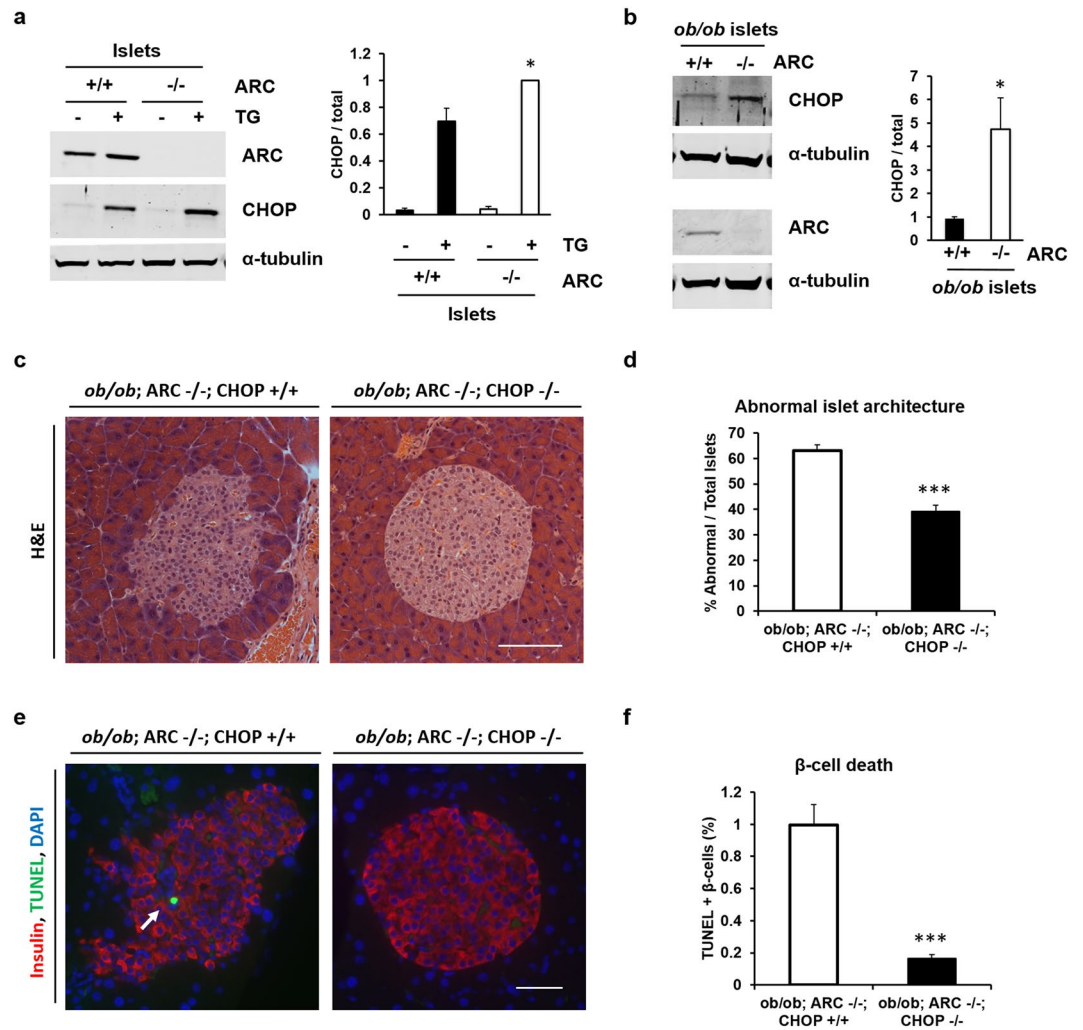 a
Islets
+/+ -/- ARC
- + - + TG
ARC
CHOP
α-tubulin
CHOP / total
1.2
1
0.8
0.6
0.4
0.2
0
*
- + - + TG
+/+ -/- ARC
Islets
b
ob/ob islets
+/+ -/- ARC
CHOP
α-tubulin
ARC
α-tubulin
CHOP / total
7
6
5
4
3
2
1
0
*
+/+ -/- ARC
ob/ob islets
c
ob/ob; ARC -/-; CHOP +/+
ob/ob; ARC -/-; CHOP -/-
H&E
d
Abnormal islet architecture
% Abnormal / Total Islets
70
60
50
40
30
20
10
0
***
ob/ob; ARC -/-;
CHOP +/+
ob/ob; ARC -/-;
CHOP -/-
e
ob/ob; ARC -/-; CHOP +/+
ob/ob; ARC -/-; CHOP -/-
Insulin, TUNEL, DAPI
f
β-cell death
TUNEL + β-cells (%)
1.2
1
0.8
0.6
0.4
0.2
0
***
ob/ob; ARC -/-;
CHOP +/+
ob/ob; ARC -/-;
CHOP -/-